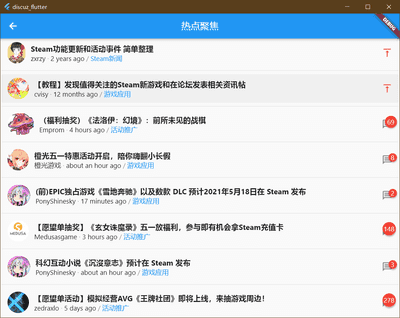 discuz_flutter
热点聚焦
DEBUG
Steam功能更新和活动事件 简单整理
zxrzy · 2 years ago / Steam新闻
【教程】发现值得关注的Steam新游戏和在论坛发表相关资讯帖
cvisy · 12 months ago / 游戏应用
（福利抽奖）《法洛伊：幻境》：前所未见的战棋
Emprom · 4 hours ago / 活动推广
69
橙光五一特惠活动开启，陪你嗨翻小长假
橙光游戏 · about an hour ago / 游戏应用
6
(前)EPIC独占游戏《雪地奔驰》以及数款 DLC 预计2021年5月18日在 Steam 发布
PonyShinesky · 17 minutes ago / 游戏应用
2
【愿望单抽奖】《玄女诛魔录》五一放福利，参与即有机会拿Steam充值卡
Medusasgame · 3 hours ago / 活动推广
MEDUSA
148
科幻互动小说《沉没意志》预计在 Steam 发布
PonyShinesky · about an hour ago / 游戏应用
3
【愿望单活动】模拟经营AVG《王牌社团》即将上线，来抽游戏周边！
zedraxlo · 5 days ago / 活动推广
278